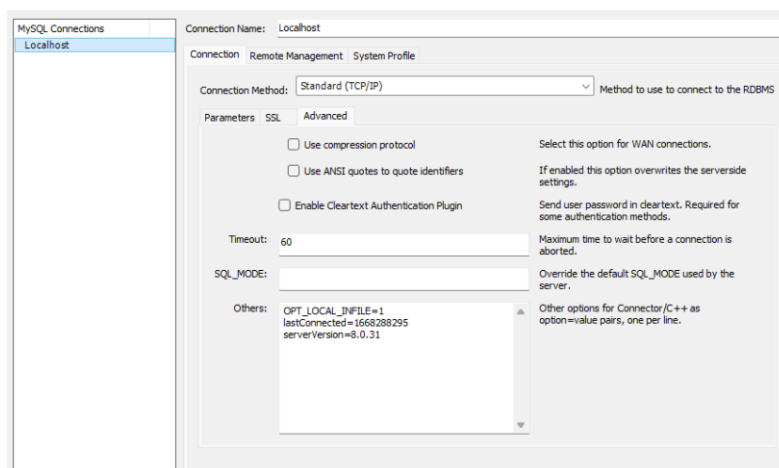 MySQL Connections
Localhost
Connection Name: Localhost
Connection Remote Management System Profile
Connection Method: Standard (TCP/IP) Method to use to connect to the RDBMS
Parameters SSL Advanced
Use compression protocol Select this option for WAN connections.
Use ANSI quotes to quote identifiers If enabled this option overwrites the serverside
settings.
Enable Cleartext Authentication Plugin Send user password in cleartext. Required for
some authentication methods.
Timeout: 60 Maximum time to wait before a connection is
aborted.
SQL_MODE: Override the default SQL_MODE used by the
server.
Others: OPT_LOCAL_INFILE=1 Other options for Connector/C++ as
lastConnected=1668288295 option=value pairs, one per line.
serverVersion=8.0.31